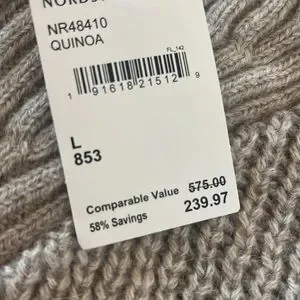 NR48410
QUINOA
FL_142
1 91618 21512 9
L
853
Comparable Value 575.00
58% Savings 239.97